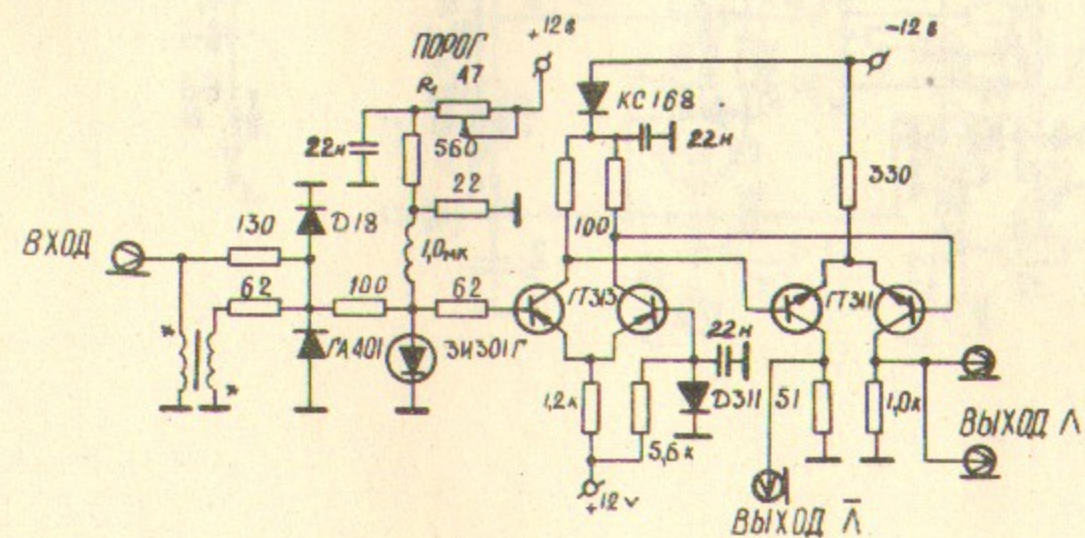 ПОРОГ
47
+12в
-12в
R1
КС168
22н
560
22н
22
330
Д18
130
ВХОД
1,0мк
100
62
100
62
ГТ313
ГТ311
ГА401
ЗИ301Г
22н
*
*
1,2к
Д311
51
1,0к
5,6к
ВЫХОД Λ
+12v
ВЫХОД Λ̅